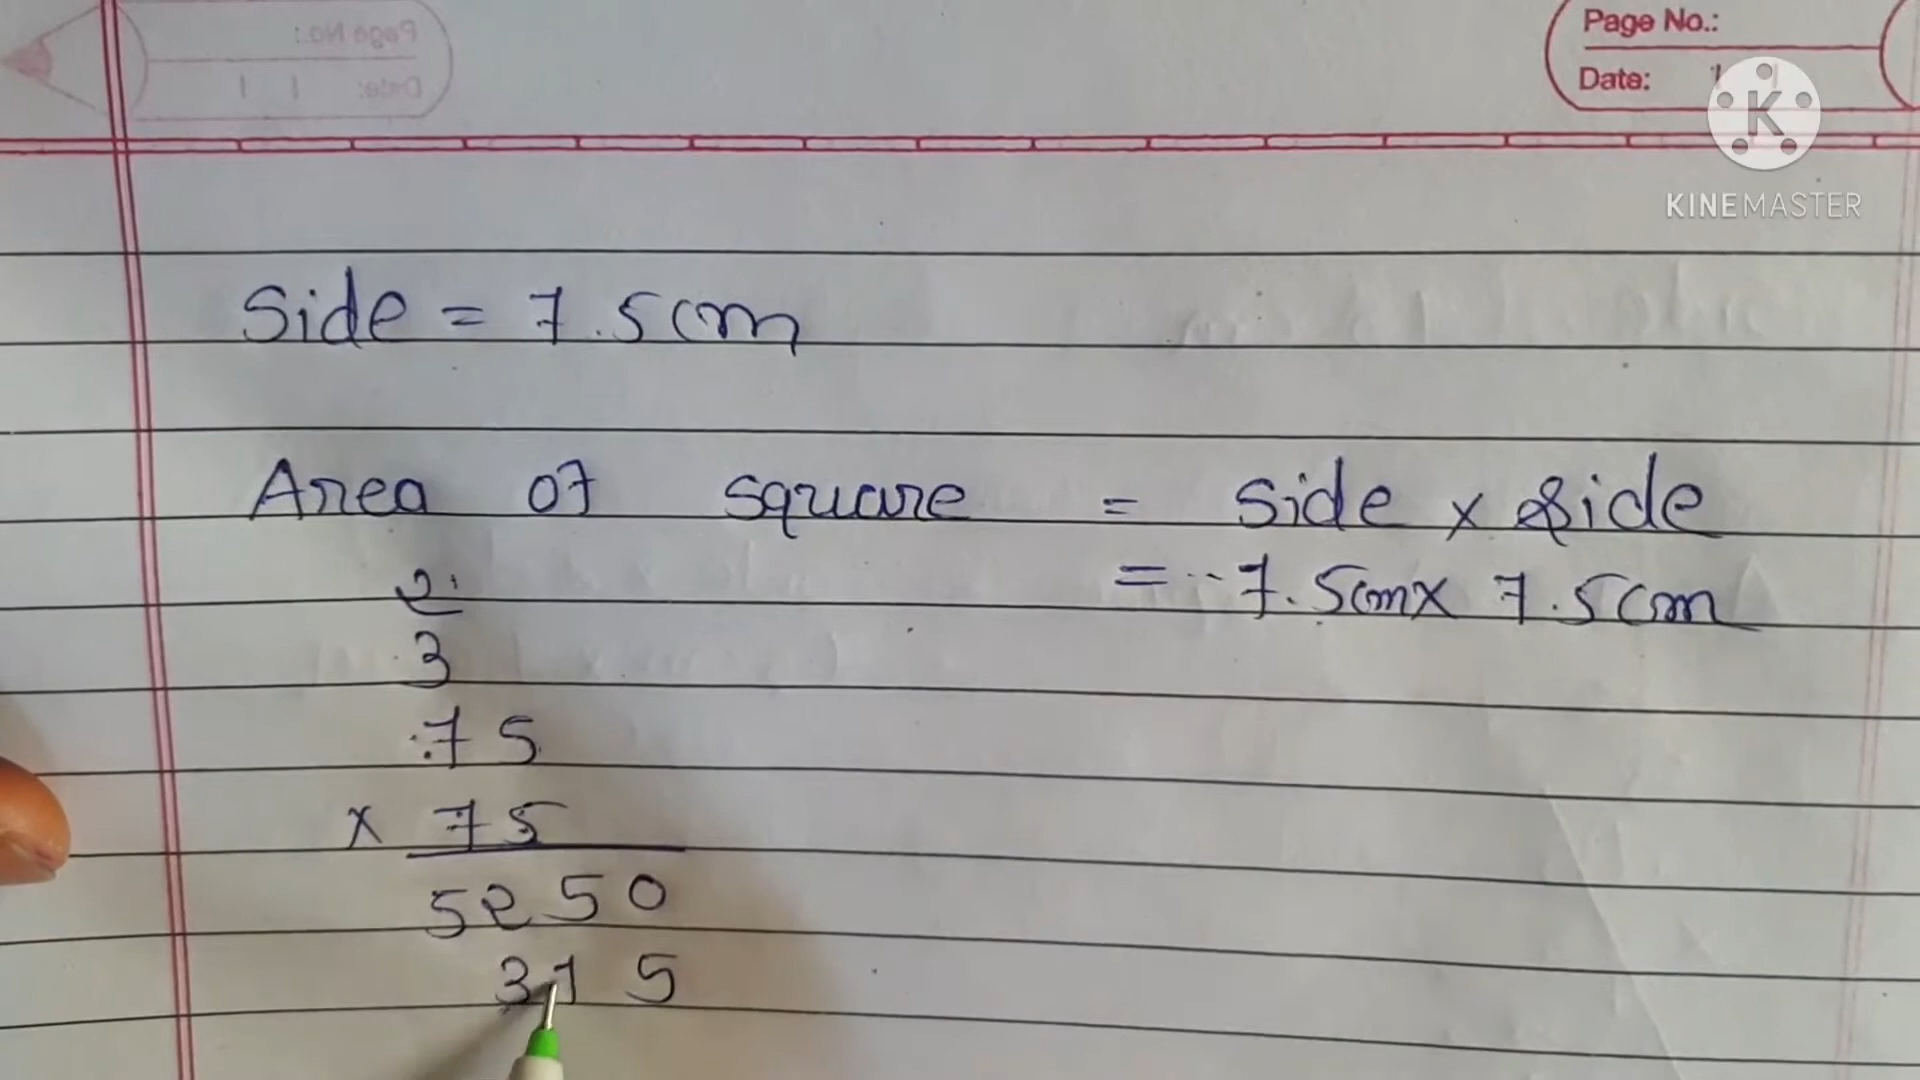 Page No.:
Date:
KINEMASTER
Side = 7.5cm
Area of square = side x side
= 7.5cm x 7.5cm
2
3
75
x 75
5250
375